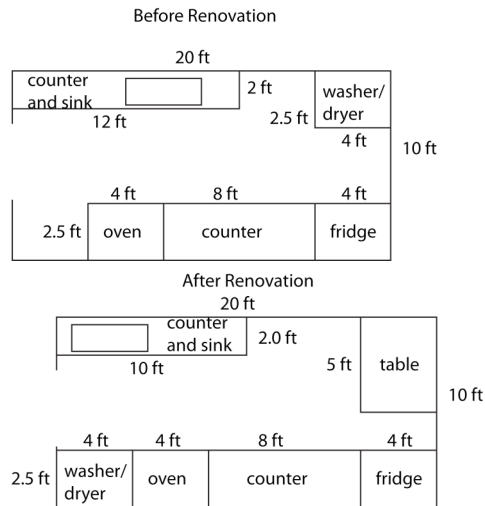 Before Renovation
20 ft
counter
and sink
2 ft
washer/
dryer
12 ft
2.5 ft
4 ft
10 ft
4 ft
8 ft
4 ft
2.5 ft
oven
counter
fridge
After Renovation
20 ft
counter
and sink
2.0 ft
10 ft
5 ft
table
10 ft
4 ft
4 ft
8 ft
4 ft
2.5 ft
washer/
dryer
oven
counter
fridge